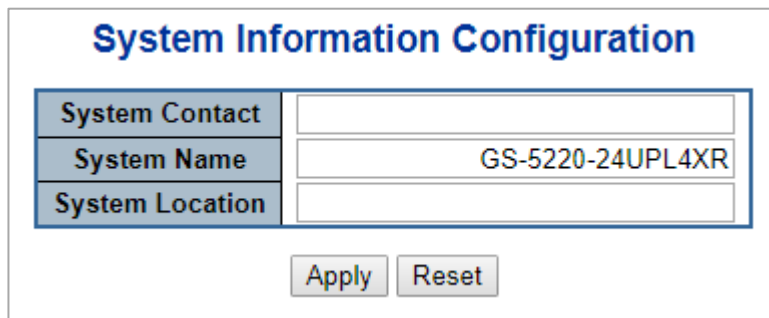 System Information Configuration
System Contact
System Name GS-5220-24UPL4XR
System Location
Apply Reset